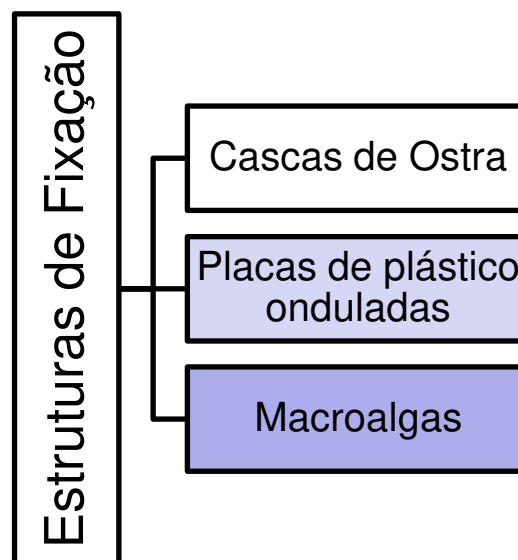 Estruturas de Fixação
Cascas de Ostra
Placas de plástico
onduladas
Macroalgas